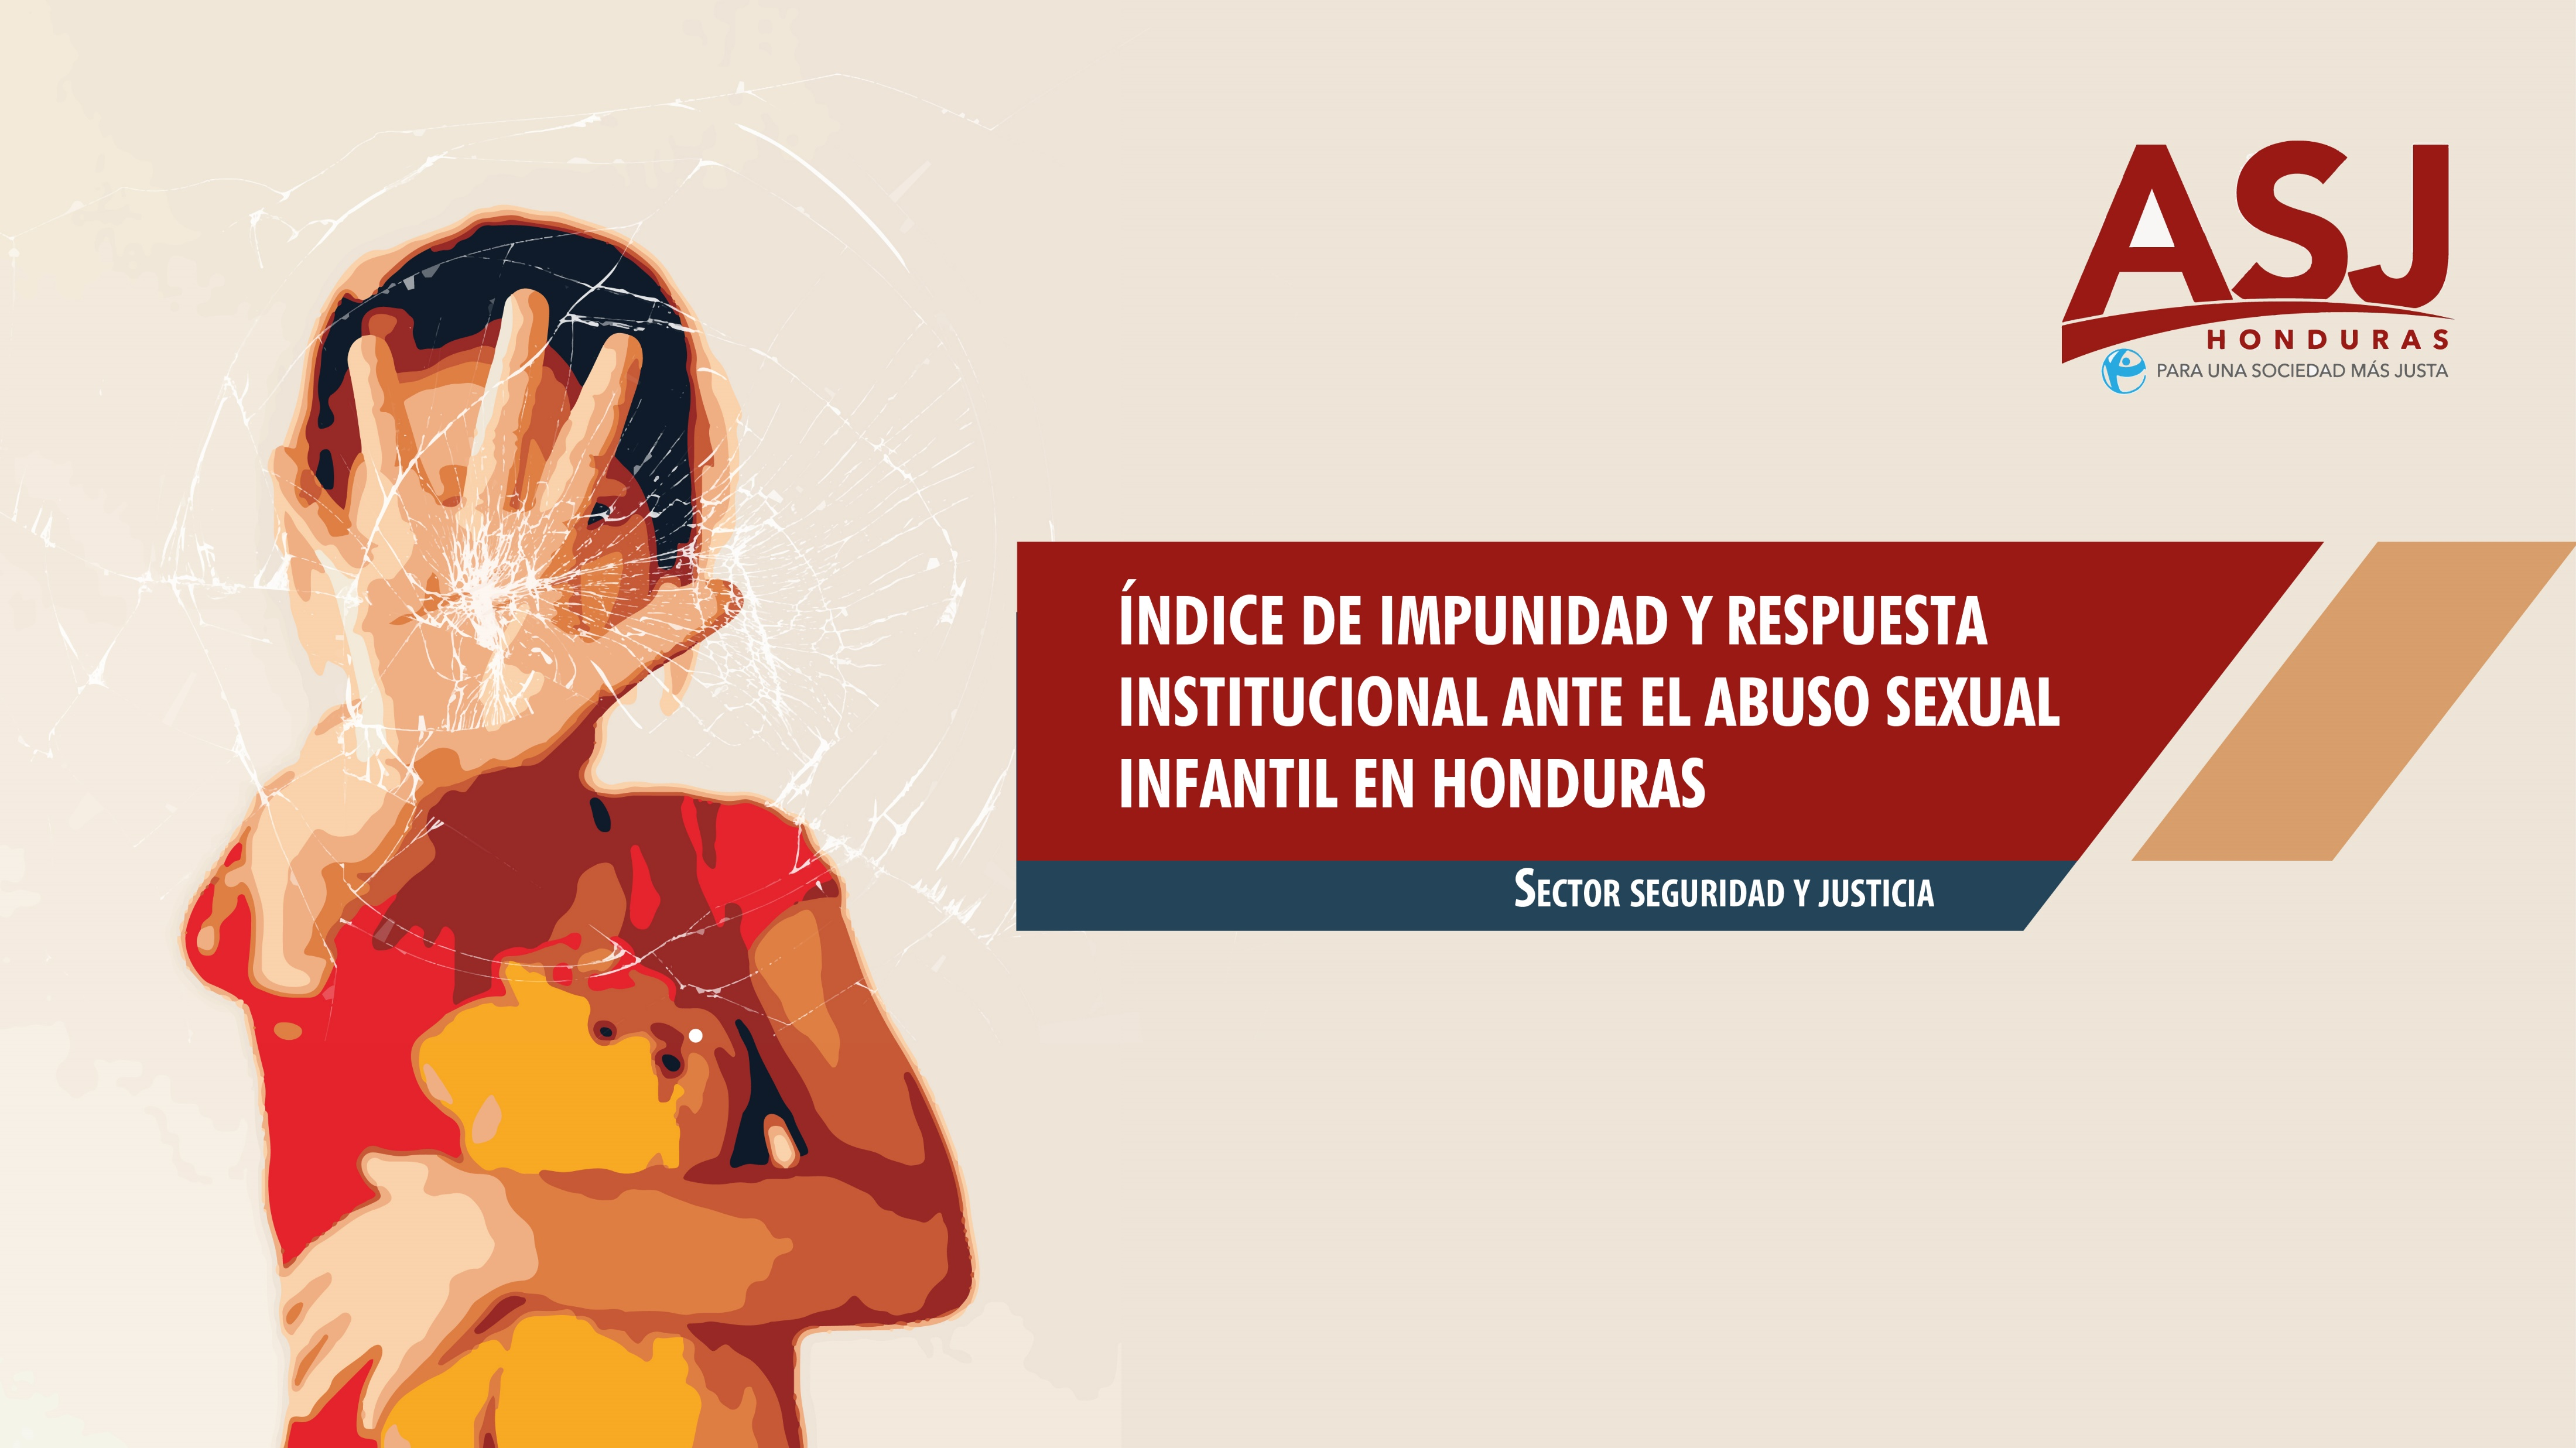 ASJ
HONDURAS
PARA UNA SOCIEDAD MÁS JUSTA
ÍNDICE DE IMPUNIDAD Y RESPUESTA
INSTITUCIONAL ANTE EL ABUSO SEXUAL
INFANTIL EN HONDURAS
SECTOR SEGURIDAD Y JUSTICIA